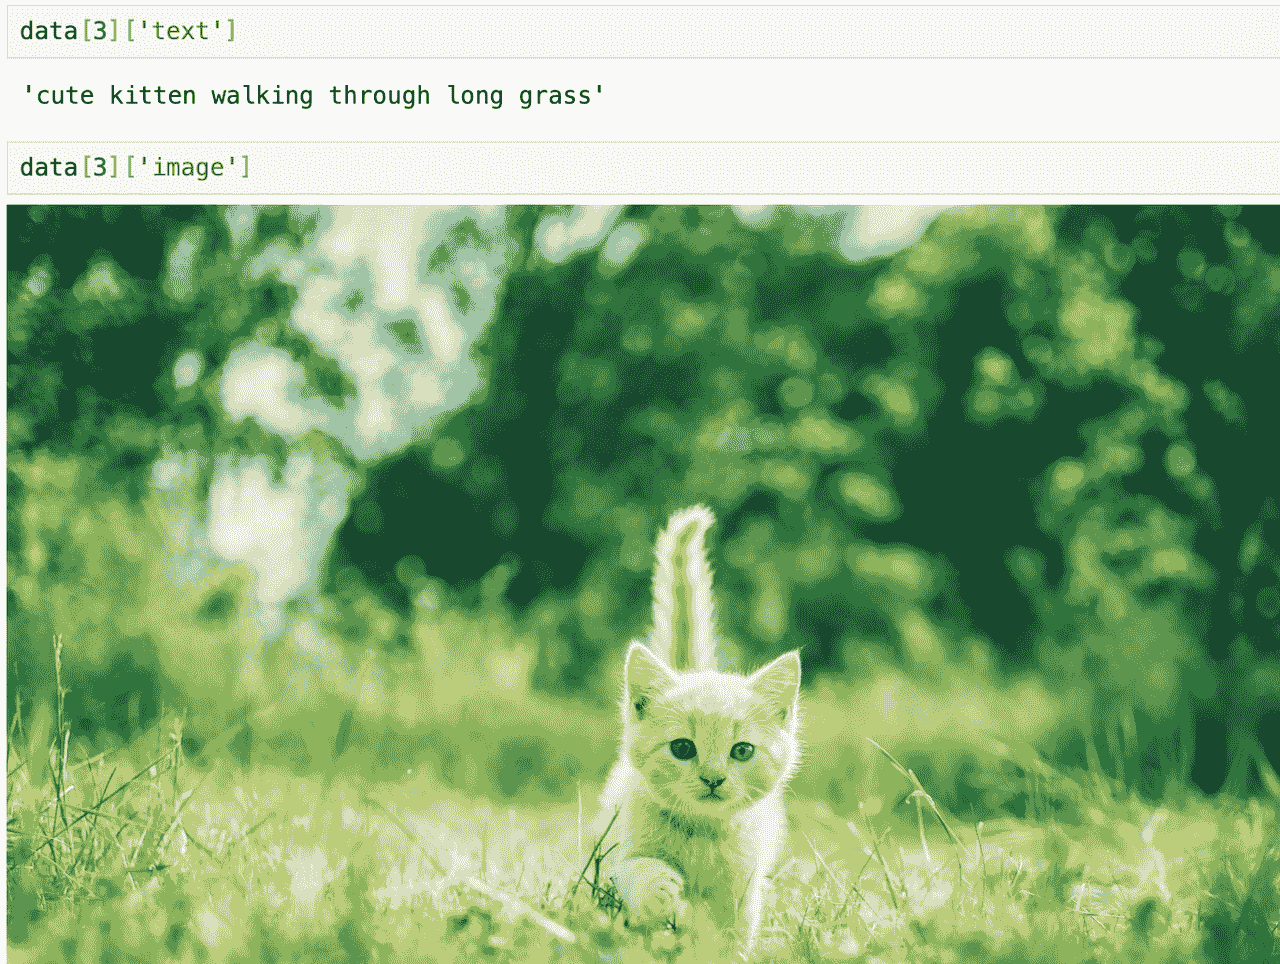 data[3]['text']
'cute kitten walking through long grass'
data[3]['image']